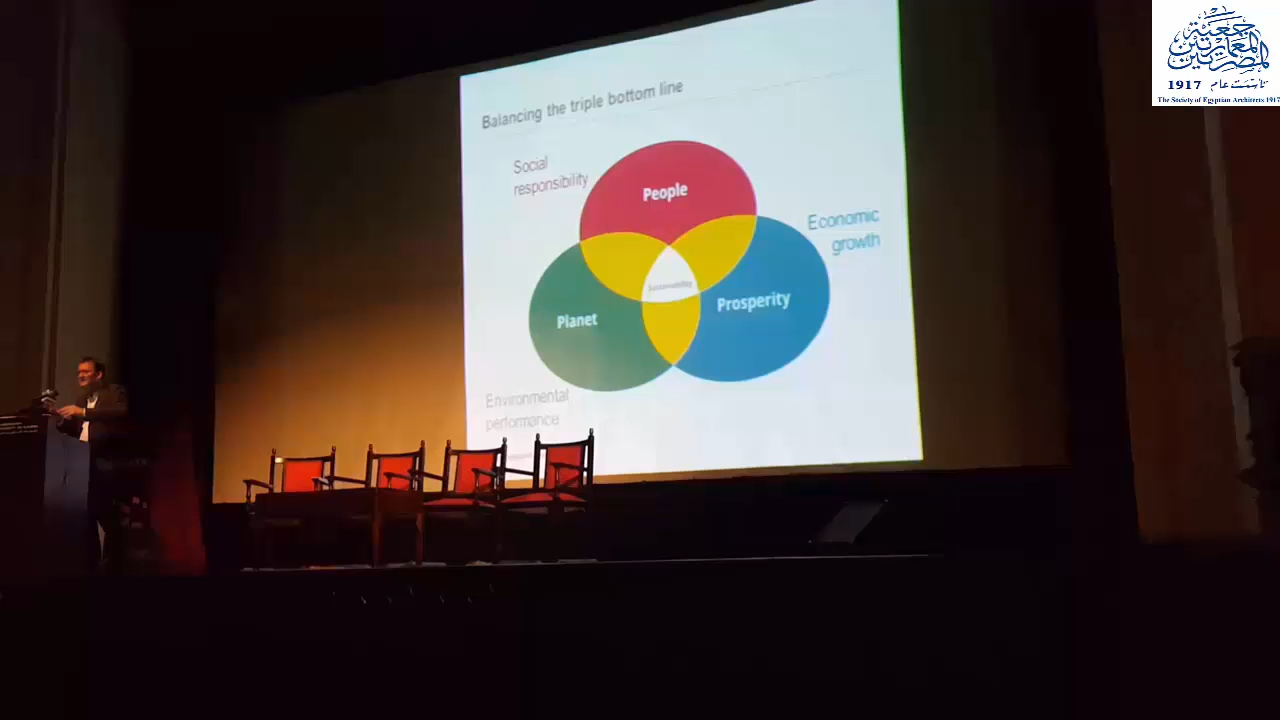 Balancing the triple bottom line
Social
responsibility
People
Economic
growth
Sustainability
Prosperity
Planet
Environmental
performance
جمعية
المعماريين
المصريين
1917 تأسست عام
The Society of Egyptian Architects 1917